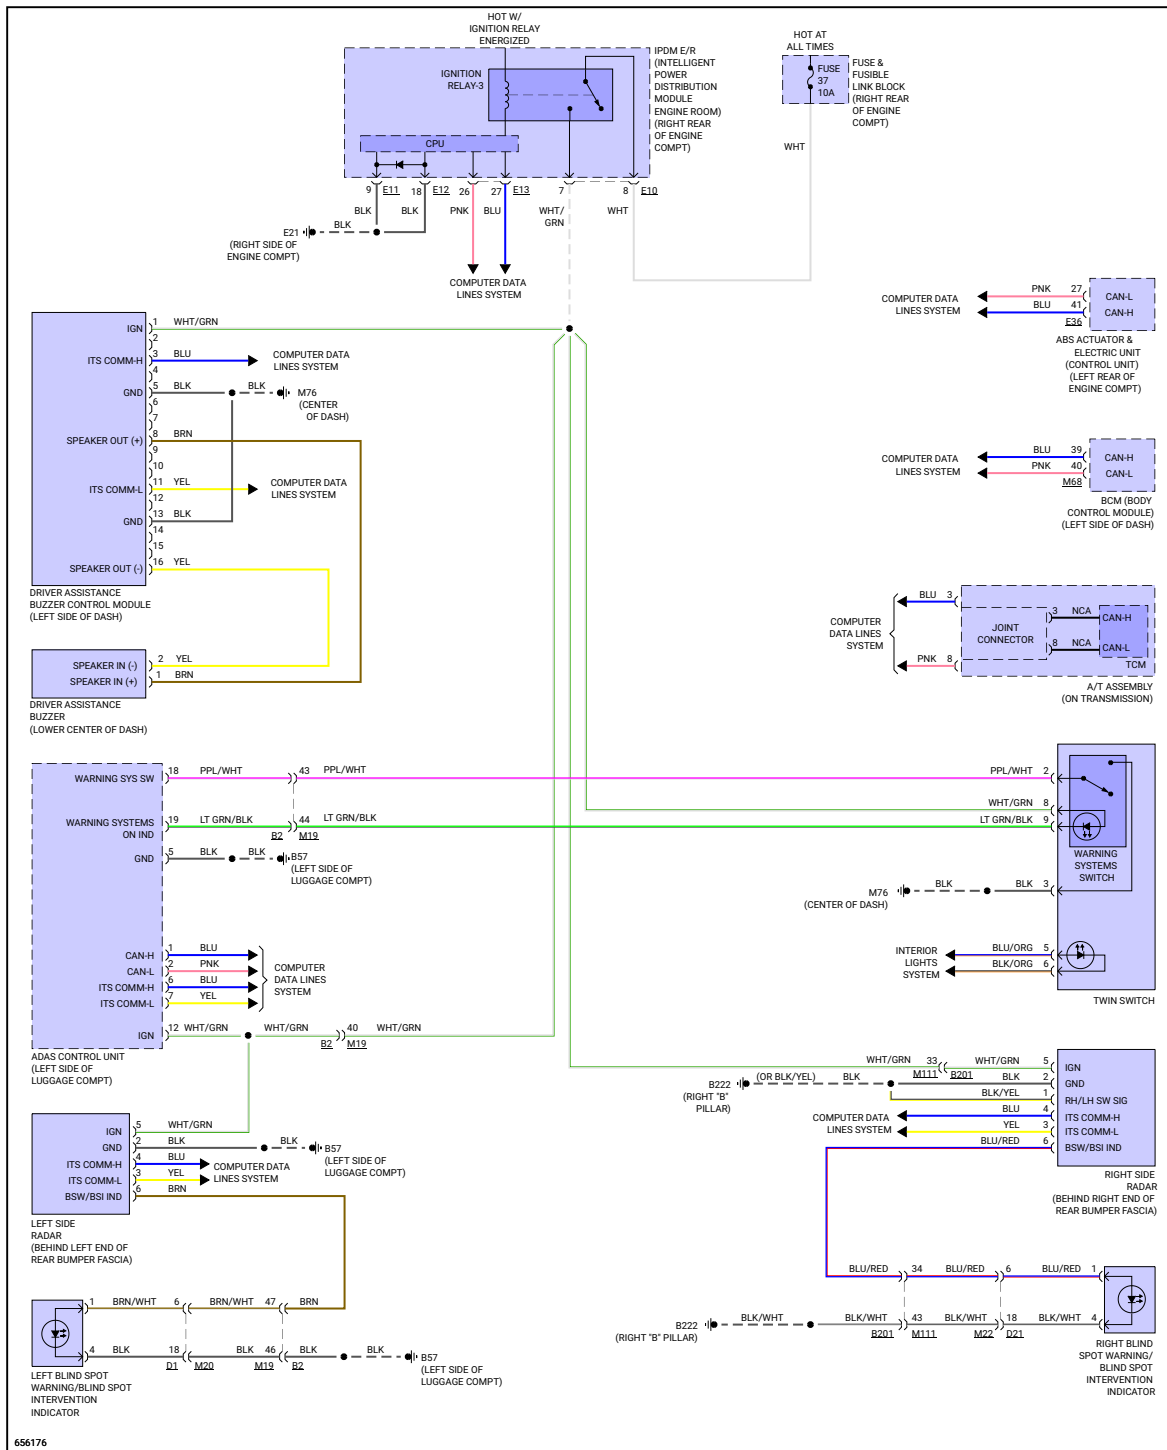 HOT W/
IGNITION RELAY
ENERGIZED
IGNITION
RELAY-3
CPU
IPDM E/R
(INTELLIGENT
POWER
DISTRIBUTION
MODULE
ENGINE ROOM)
(RIGHT REAR
OF ENGINE
COMPT)
HOT AT
ALL TIMES
FUSE
37
10A
FUSE &
FUSIBLE
LINK BLOCK
(RIGHT REAR
OF ENGINE
COMPT)
WHT
9 E11 18 E12 26 27 E13 7 8 E10
BLK BLK PNK BLU WHT/
GRN WHT
E21 BLK
(RIGHT SIDE OF
ENGINE COMPT)
COMPUTER DATA
LINES SYSTEM
COMPUTER DATA
LINES SYSTEM
PNK 27 CAN-L
BLU 41 CAN-H
E36
ABS ACTUATOR &
ELECTRIC UNIT
(CONTROL UNIT)
(LEFT REAR OF
ENGINE COMPT)
IGN 1 WHT/GRN
2
ITS COMM-H 3 BLU
COMPUTER DATA
LINES SYSTEM
4
GND 5 BLK BLK M76
(CENTER
OF DASH)
6
7
SPEAKER OUT (+) 8 BRN
9
10
ITS COMM-L 11 YEL
COMPUTER DATA
LINES SYSTEM
12
GND 13 BLK
14
15
SPEAKER OUT (-) 16 YEL
DRIVER ASSISTANCE
BUZZER CONTROL MODULE
(LEFT SIDE OF DASH)
COMPUTER DATA
LINES SYSTEM
BLU 39 CAN-H
PNK 40 CAN-L
M68
BCM (BODY
CONTROL MODULE)
(LEFT SIDE OF DASH)
COMPUTER
DATA LINES
SYSTEM
BLU 3
PNK 8
JOINT
CONNECTOR
3 NCA CAN-H
8 NCA CAN-L
TCM
A/T ASSEMBLY
(ON TRANSMISSION)
SPEAKER IN (-) 2 YEL
SPEAKER IN (+) 1 BRN
DRIVER ASSISTANCE
BUZZER
(LOWER CENTER OF DASH)
WARNING SYS SW 18 PPL/WHT 43 PPL/WHT
WARNING SYSTEMS
ON IND
19 LT GRN/BLK 44 LT GRN/BLK
B2 M19
GND 5 BLK BLK B57
(LEFT SIDE OF
LUGGAGE COMPT)
CAN-H 1 BLU
CAN-L 2 PNK
ITS COMM-H 6 BLU
ITS COMM-L 7 YEL
COMPUTER
DATA LINES
SYSTEM
IGN 12 WHT/GRN WHT/GRN 40 WHT/GRN
B2 M19
ADAS CONTROL UNIT
(LEFT SIDE OF
LUGGAGE COMPT)
PPL/WHT 2
WHT/GRN 8
LT GRN/BLK 9
WARNING
SYSTEMS
SWITCH
M76 BLK BLK 3
(CENTER OF DASH)
INTERIOR
LIGHTS
SYSTEM
BLU/ORG 5
BLK/ORG 6
TWIN SWITCH
IGN 5 WHT/GRN
GND 2 BLK BLK B57
(LEFT SIDE OF
LUGGAGE COMPT)
ITS COMM-H 4 BLU
ITS COMM-L 3 YEL
COMPUTER DATA
LINES SYSTEM
BSW/BSI IND 6 BRN
LEFT SIDE
RADAR
(BEHIND LEFT END OF
REAR BUMPER FASCIA)
WHT/GRN 33 WHT/GRN 5 IGN
M111 B201
B222 (OR BLK/YEL) BLK BLK 2 GND
(RIGHT "B"
PILLAR)
BLK/YEL 1 RH/LH SW SIG
COMPUTER DATA
LINES SYSTEM
BLU 4 ITS COMM-H
YEL 3 ITS COMM-L
BLU/RED 6 BSW/BSI IND
RIGHT SIDE
RADAR
(BEHIND RIGHT END OF
REAR BUMPER FASCIA)
1 BRN/WHT 6 BRN/WHT 47 BRN
4 BLK 18 BLK 46 BLK BLK B57
D1 M20 M19 B2
(LEFT SIDE OF
LUGGAGE COMPT)
LEFT BLIND SPOT
WARNING/BLIND SPOT
INTERVENTION
INDICATOR
BLU/RED 34 BLU/RED 6 BLU/RED 1
B222 BLK/WHT BLK/WHT 43 BLK/WHT 18 BLK/WHT 4
(RIGHT "B" PILLAR)
B201 M111 M22 D21
RIGHT BLIND
SPOT WARNING/
BLIND SPOT
INTERVENTION
INDICATOR
656176